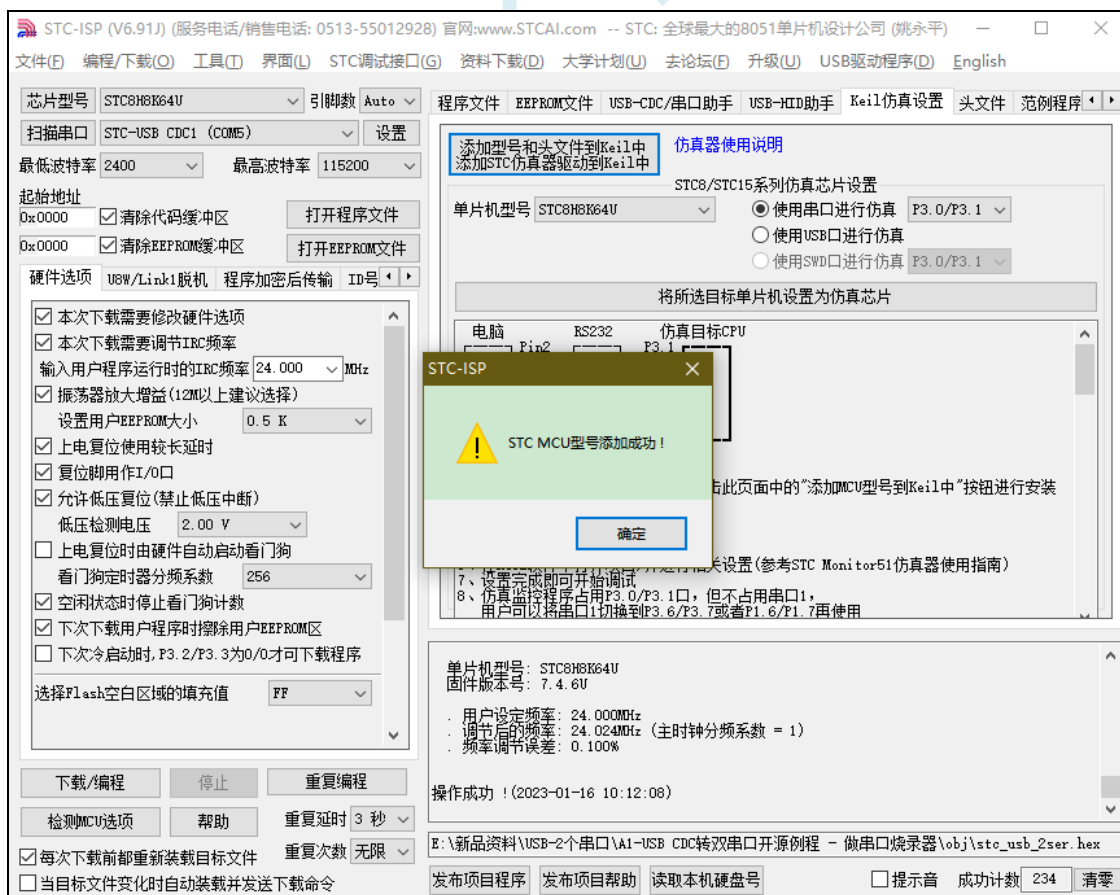 STC-ISP (V6.91J) (服务电话/销售电话: 0513-55012928) 官网:www.STCAI.com -- STC: 全球最大的8051单片机设计公司 (姚永平)
文件(F) 编程/下载(O) 工具(T) 界面(L) STC调试接口(G) 资料下载(D) 大学计划(U) 去论坛(F) 升级(U) USB驱动程序(D) English
芯片型号 STC8H8K64U 引脚数 Auto
扫描串口 STC-USB CDC1 (COM5) 设置
最低波特率 2400 最高波特率 115200
起始地址
0x0000 清除代码缓冲区 打开程序文件
0x0000 清除EEPROM缓冲区 打开EEPROM文件
硬件选项 U8W/Link1脱机 程序加密后传输 ID号
本次下载需要修改硬件选项
本次下载需要调节IRC频率
输入用户程序运行时的IRC频率 24.000 MHz
振荡器放大增益(12M以上建议选择)
设置用户EEPROM大小 0.5 K
上电复位使用较长延时
复位脚用作I/O口
允许低压复位(禁止低压中断)
低压检测电压 2.00 V
上电复位时由硬件自动启动看门狗
看门狗定时器分频系数 256
空闲状态时停止看门狗计数
下次下载用户程序时擦除用户EEPROM区
下次冷启动时,P3.2/P3.3为0/0才可下载程序
选择Flash空白区域的填充值 FF
下载/编程 停止 重复编程
检测MCU选项 帮助 重复延时 3 秒
每次下载前都重新装载目标文件 重复次数 无限
当目标文件变化时自动装载并发送下载命令
程序文件 EEPROM文件 USB-CDC/串口助手 USB-HID助手 Keil仿真设置 头文件 范例程序
添加型号和头文件到Keil中
添加STC仿真器驱动到Keil中
仿真器使用说明
STC8/STC15系列仿真芯片设置
单片机型号 STC8H8K64U 使用串口进行仿真 P3.0/P3.1
使用USB口进行仿真
使用SWD口进行仿真 P3.0/P3.1
将所选目标单片机设置为仿真芯片
电脑 RS232 仿真目标CPU
Pin2 P3.1
STC-ISP
STC MCU型号添加成功！
确定
击此页面中的"添加MCU型号到Keil中"按钮进行安装
关设置(参考STC Monitor51仿真器使用指南)
7、设置完成即可开始调试
8、仿真监控程序占用P3.0/P3.1口, 但不占用串口1,
用户可以将串口1切换到P3.6/P3.7或者P1.6/P1.7再使用
单片机型号: STC8H8K64U
固件版本号: 7.4.6U
. 用户设定频率: 24.000MHz
. 调节后的频率: 24.024MHz (主时钟分频系数 = 1)
. 频率调节误差: 0.100%
操作成功 !(2023-01-16 10:12:08)
E:\新品资料\USB-2个串口\A1-USB CDC转双串口开源例程 - 做串口烧录器\obj\stc_usb_2ser.hex
发布项目程序 发布项目帮助 读取本机硬盘号 提示音 成功计数 234 清零